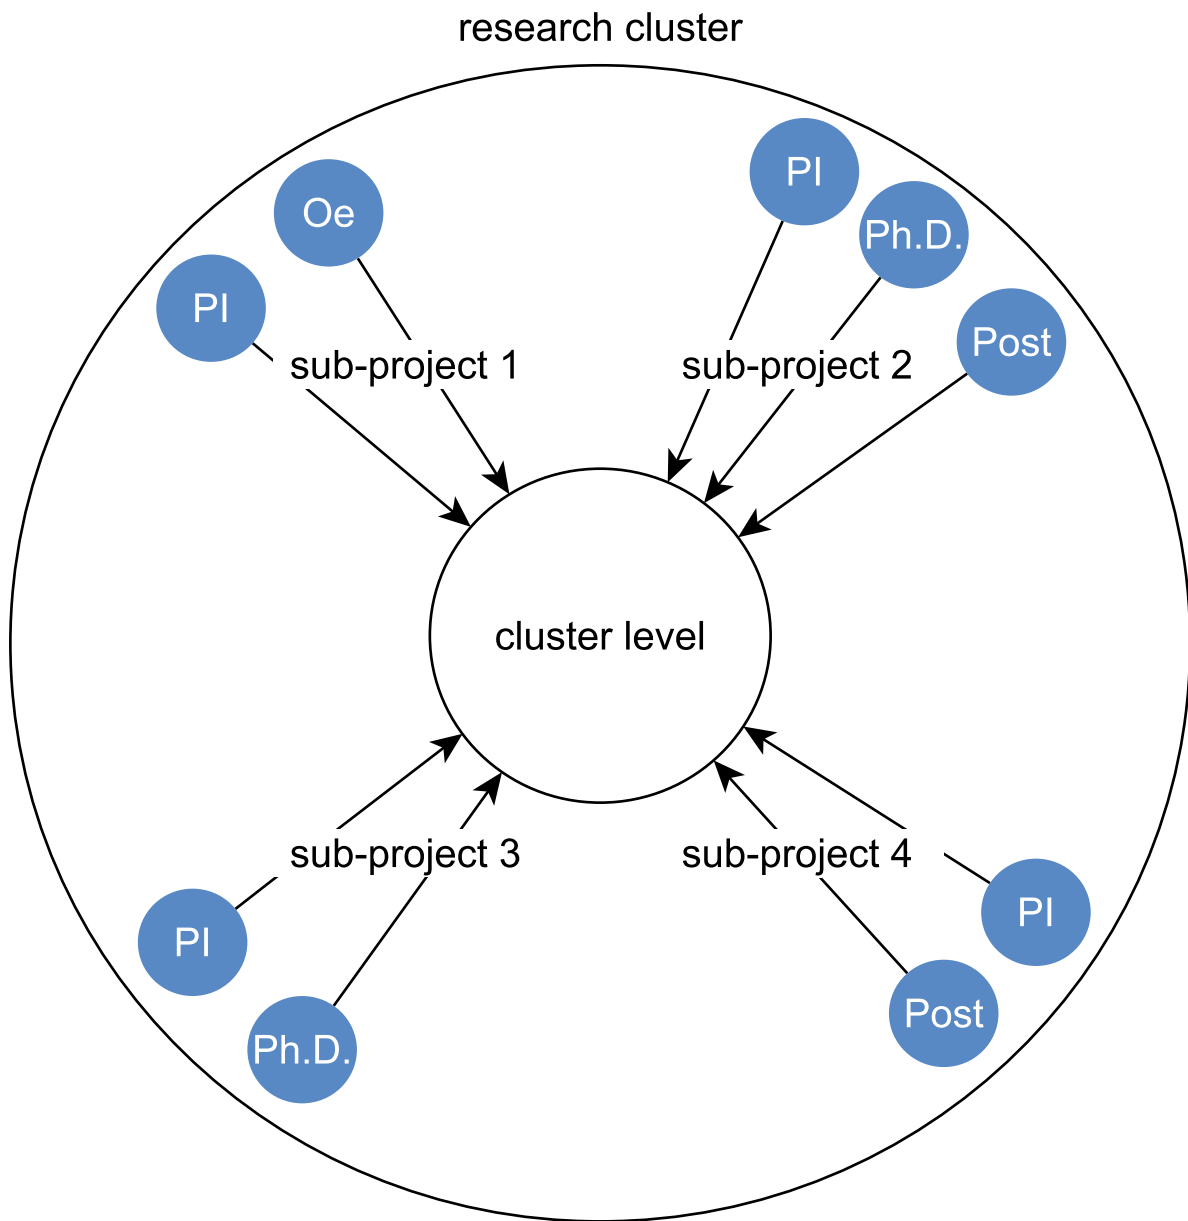 research cluster
Oe
PI
sub-project 1
PI
Ph.D.
Post
sub-project 2
cluster level
PI
Ph.D.
sub-project 3
sub-project 4
PI
Post